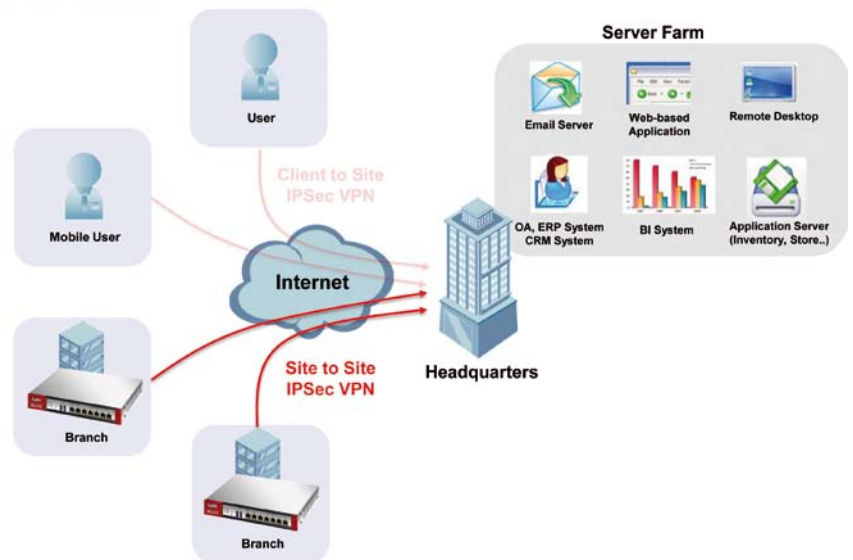 Server Farm
User
Email Server
Web-based
Application
Remote Desktop
Client to Site
IPSec VPN
Mobile User
OA, ERP System
CRM System
BI System
Application Server
(Inventory, Store..)
Internet
Site to Site
IPSec VPN
Headquarters
Branch
Branch